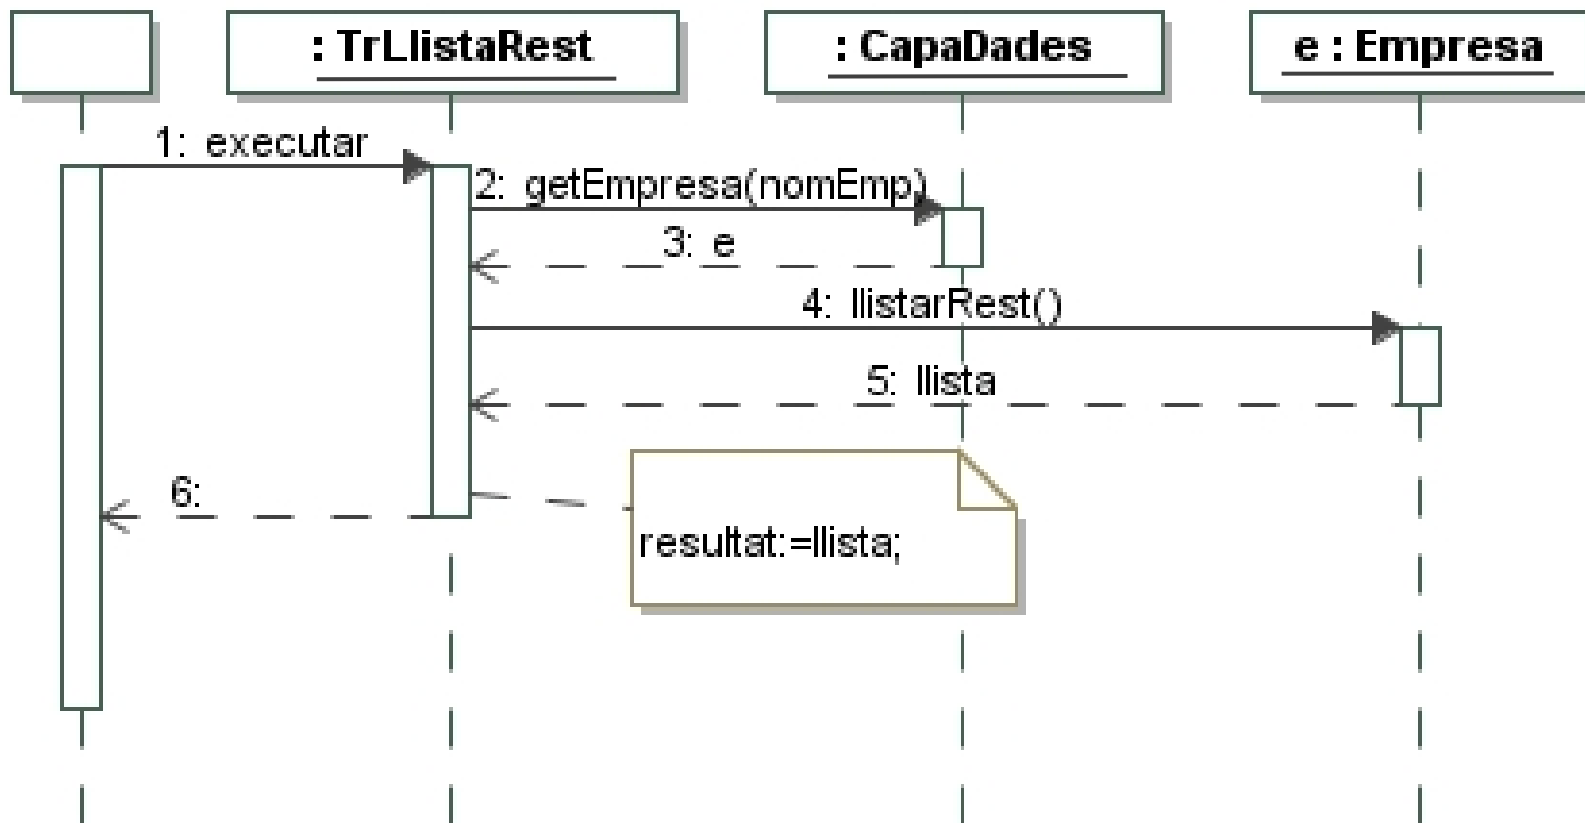 : TrLlistaRest
: CapaDades
e : Empresa
1: executar
2: getEmpresa(nomEmp)
3: e
4: llistarRest()
5: llista
6:
resultat:=llista;